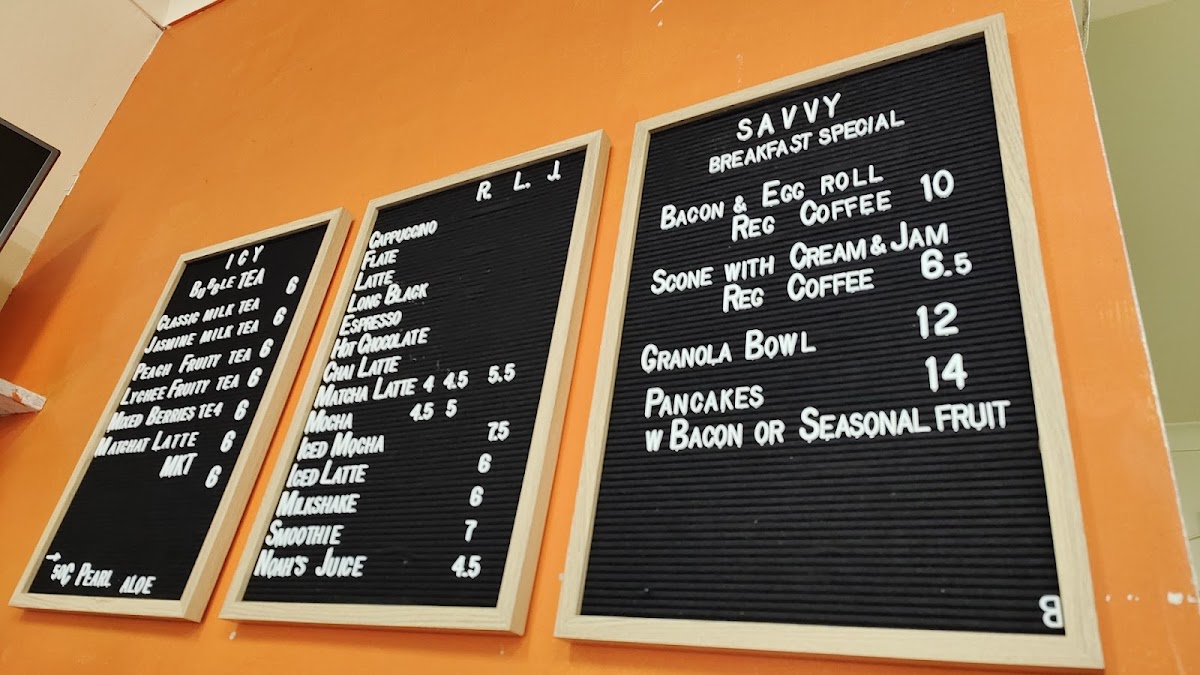 ICY
BUBBLE TEA
CLASSIC MILK TEA 6
JASMINE MILK TEA 6
PEACH FRUITY TEA 6
LYCHEE FRUITY TEA 6
MIXED BERRIES TE4 6
MATCHAT LATTE 6
MKT 6
→
50C PEARL ALOE
R. L. J.
CAPPUCCINO
FLATE
LATTE
LONG BLACK
ESPRESSO
HOT CHOCOLATE
CHAI LATTE
MATCHA LATTE 4 4.5 5.5
MOCHA 4.5 5
ICED MOCHA 7.5
ICED LATTE 6
MILKSHAKE 6
SMOOTHIE 7
NOAH'S JUICE 4.5
SAVVY
BREAKFAST SPECIAL
BACON & EGG ROLL
REG COFFEE 10
SCONE WITH CREAM & JAM
REG COFFEE 6.5
GRANOLA BOWL 12
PANCAKES 14
W BACON OR SEASONAL FRUIT
B